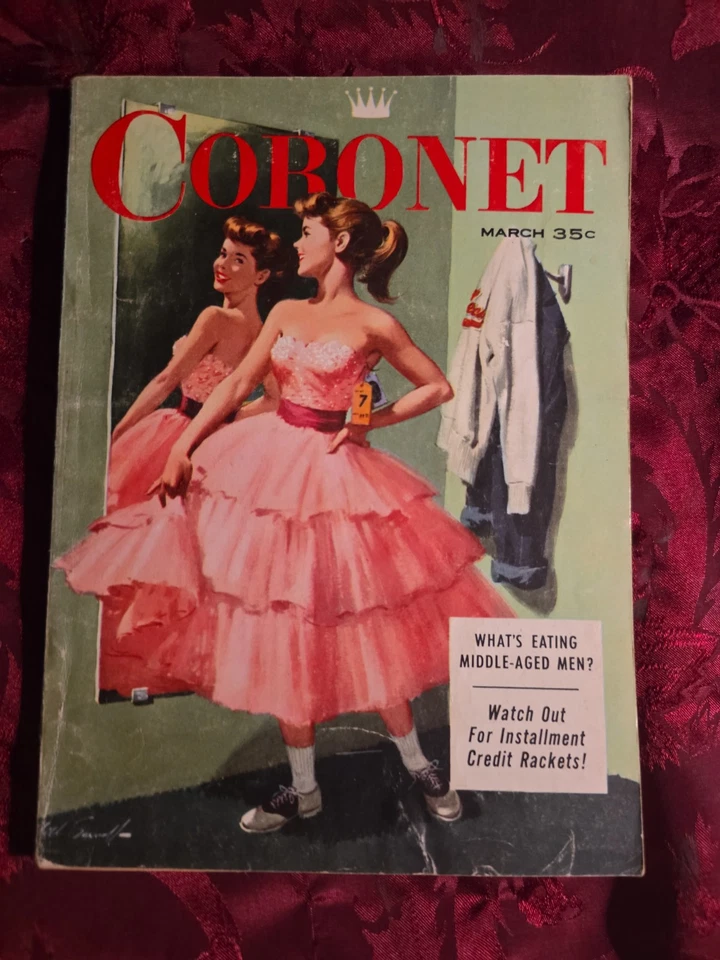 CORONET
MARCH 35c
7
WHAT'S EATING
MIDDLE-AGED MEN?
Watch Out
For Installment
Credit Rackets!